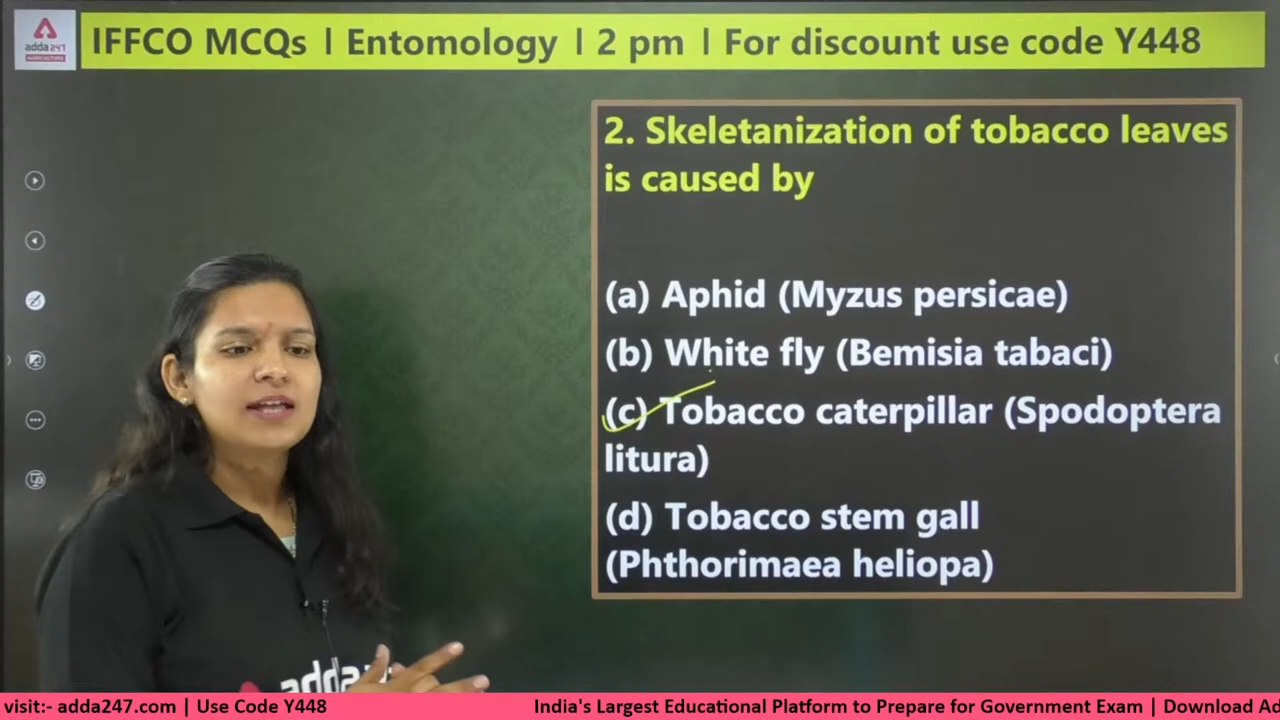 adda247
IFFCO MCQs | Entomology | 2 pm | For discount use code Y448
2. Skeletanization of tobacco leaves
is caused by
(a) Aphid (Myzus persicae)
(b) White fly (Bemisia tabaci)
(c) Tobacco caterpillar (Spodoptera
litura)
(d) Tobacco stem gall
(Phthorimaea heliopa)
adda
visit:- adda247.com | Use Code Y448
India's Largest Educational Platform to Prepare for Government Exam | Download Ad